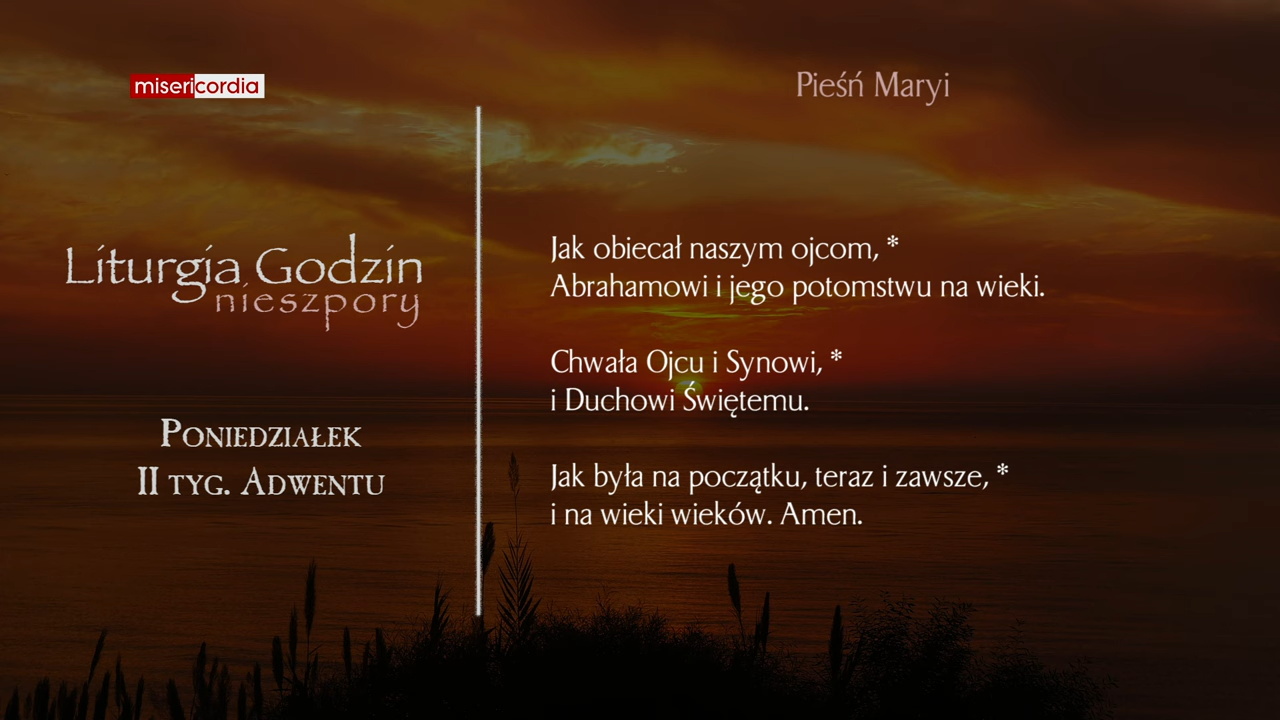 misericordia
Liturgia Godzin
nieszpory
Poniedziałek
II tyg. Adwentu
Pieśń Maryi
Jak obiecał naszym ojcom, *
Abrahamowi i jego potomstwu na wieki.
Chwała Ojcu i Synowi, *
i Duchowi Świętemu.
Jak była na początku, teraz i zawsze, *
i na wieki wieków. Amen.